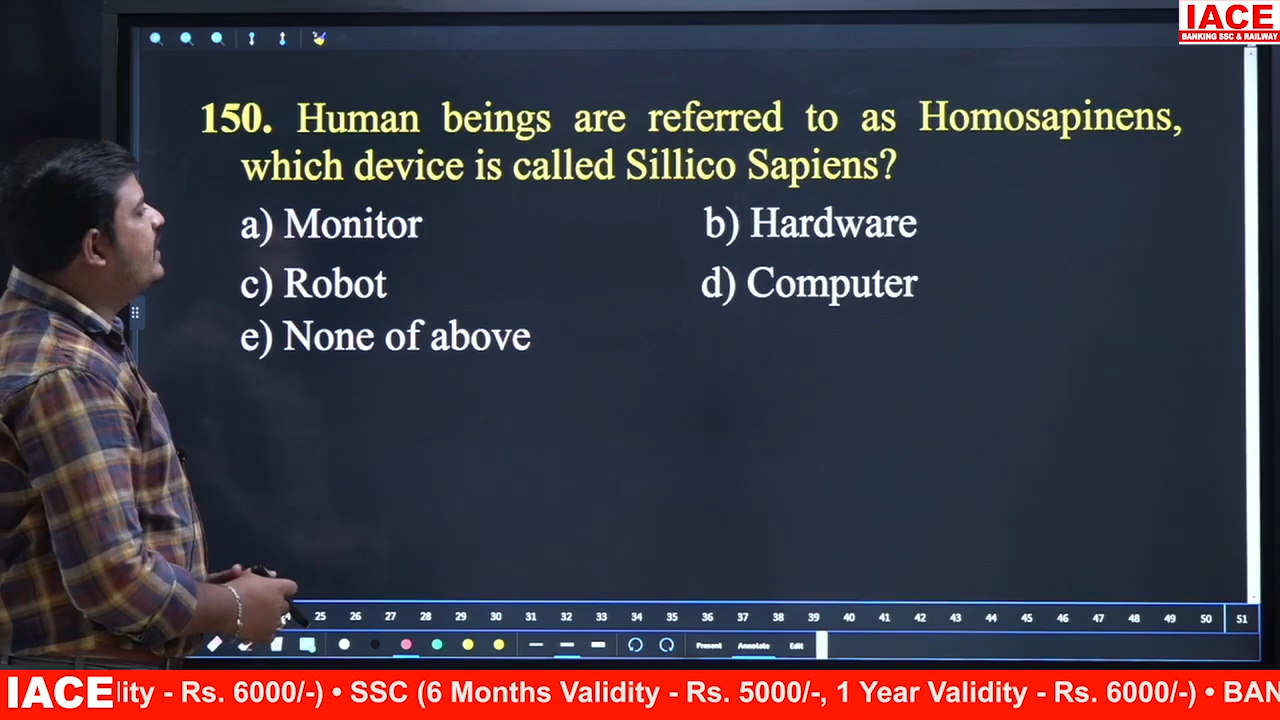 IACE
BANKING SSC & RAILWAY
150. Human beings are referred to as Homosapinens,
which device is called Sillico Sapiens?
a) Monitor
b) Hardware
c) Robot
d) Computer
e) None of above
25 26 27 28 29 30 31 32 33 34 35 36 37 38 39 40 41 42 43 44 45 46 47 48 49 50 51
Present Annotate Edit
IACE lity - Rs. 6000/-) • SSC (6 Months Validity - Rs. 5000/-, 1 Year Validity - Rs. 6000/-) • BAN